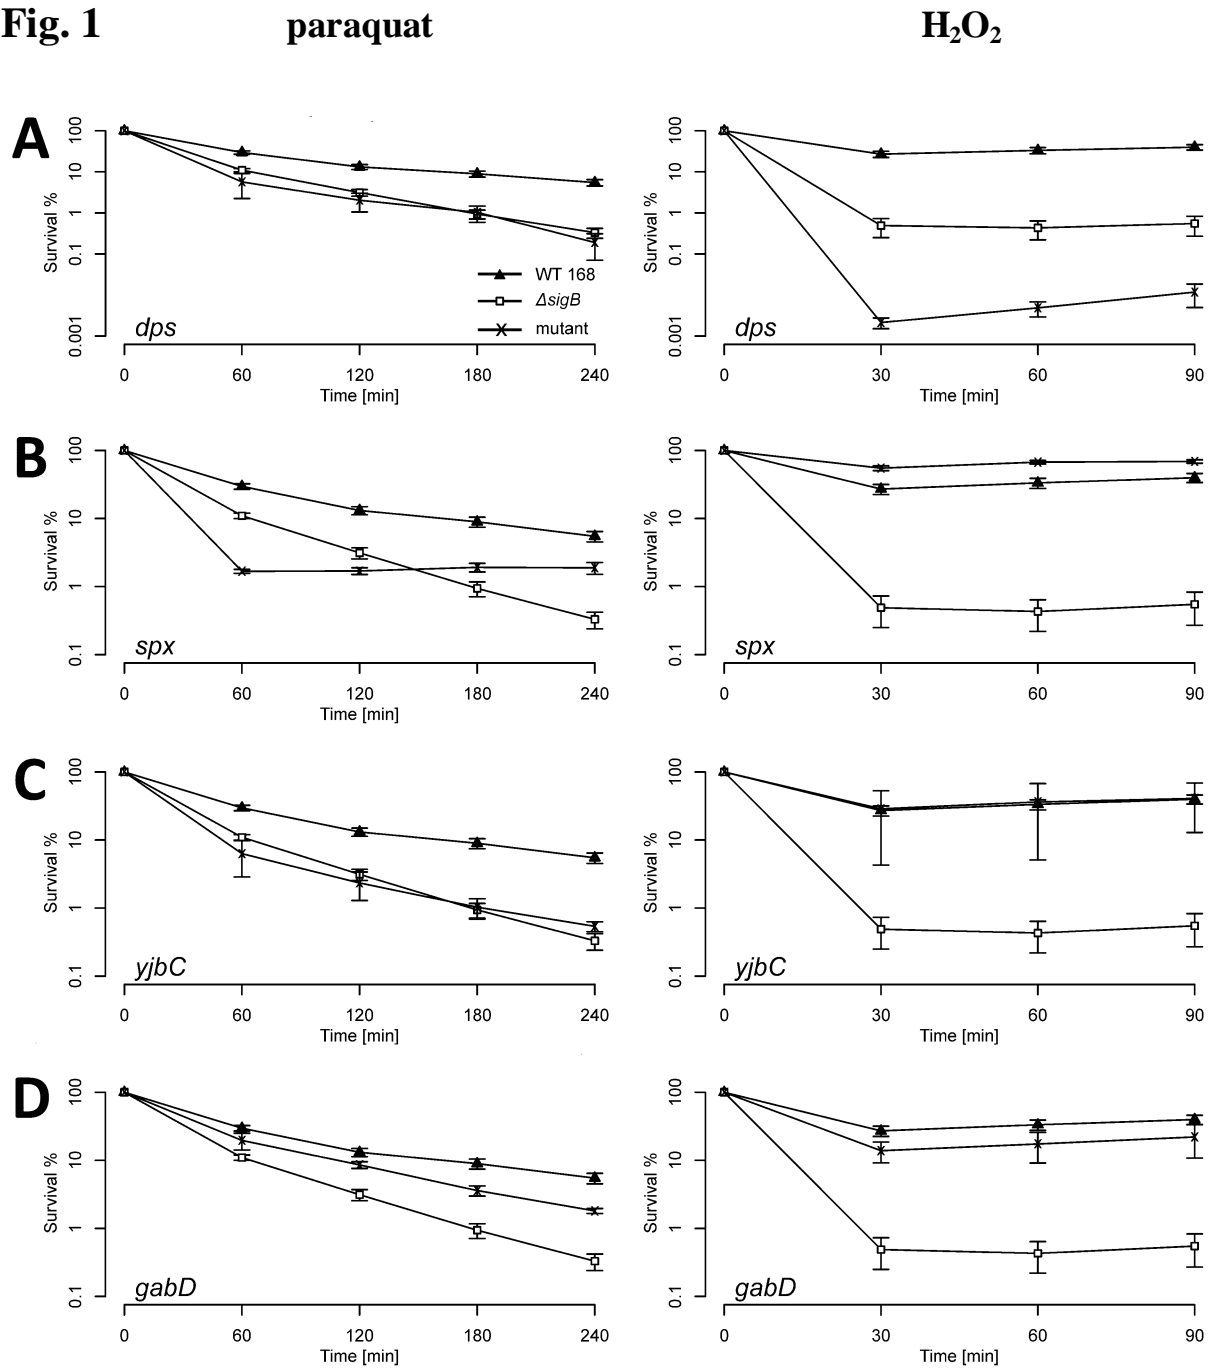 Fig. 1 paraquat H₂O₂
A
100
10
1
0.1
0.001
Survival %
WT 168
ΔsigB
mutant
dps
0 60 120 180 240
Time [min]
100
10
1
0.1
0.001
Survival %
dps
0 30 60 90
Time [min]
B
100
10
1
0.1
Survival %
spx
0 60 120 180 240
Time [min]
100
10
1
0.1
Survival %
spx
0 30 60 90
Time [min]
C
100
10
1
0.1
Survival %
yjbC
0 60 120 180 240
Time [min]
100
10
1
0.1
Survival %
yjbC
0 30 60 90
Time [min]
D
100
10
1
0.1
Survival %
gabD
0 60 120 180 240
Time [min]
100
10
1
0.1
Survival %
gabD
0 30 60 90
Time [min]